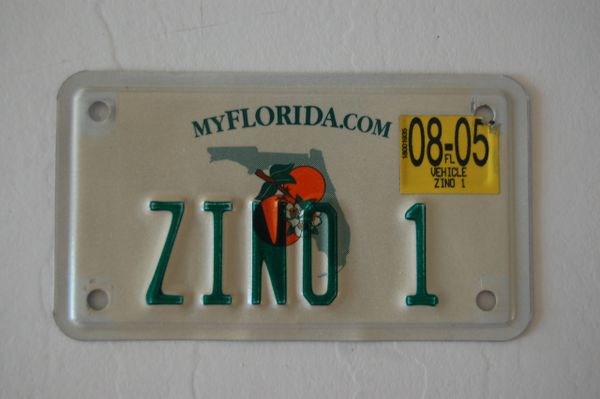 MYFLORIDA.COM
08-05
FL
VEHICLE
ZINO 1
ZINO 1